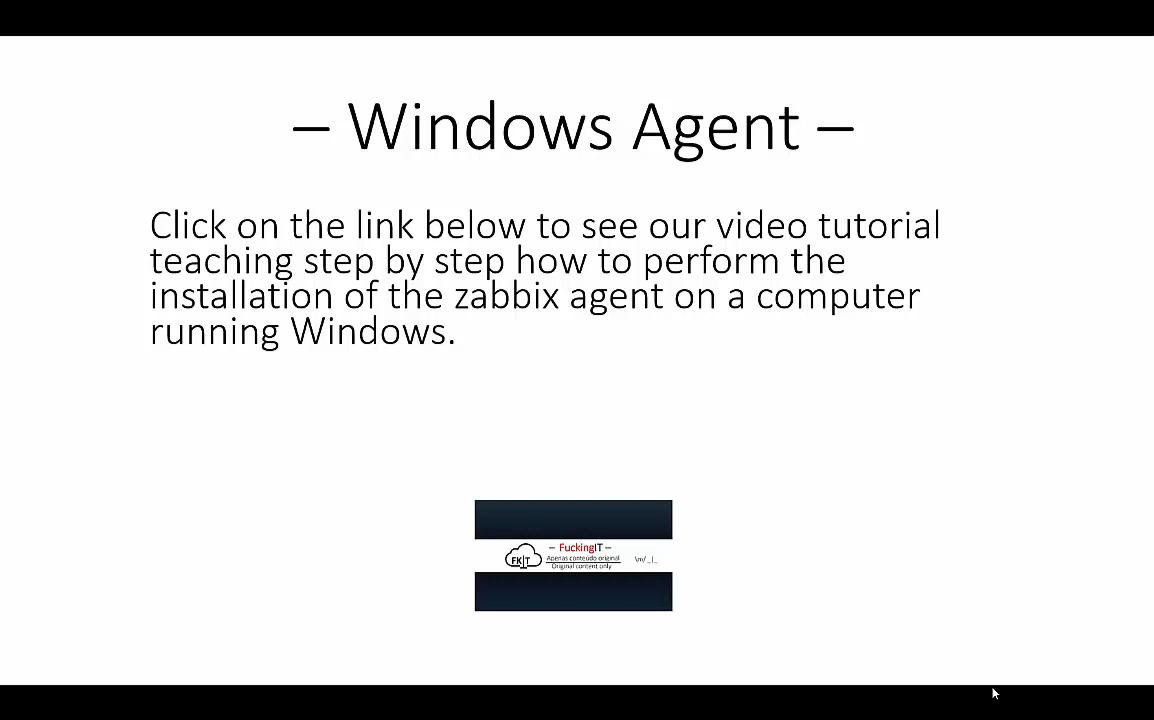 – Windows Agent –
Click on the link below to see our video tutorial
teaching step by step how to perform the
installation of the zabbix agent on a computer
running Windows.
– FuckingIT –
Apenas conteúdo original
Original content only
FKIT
\m/ _|_